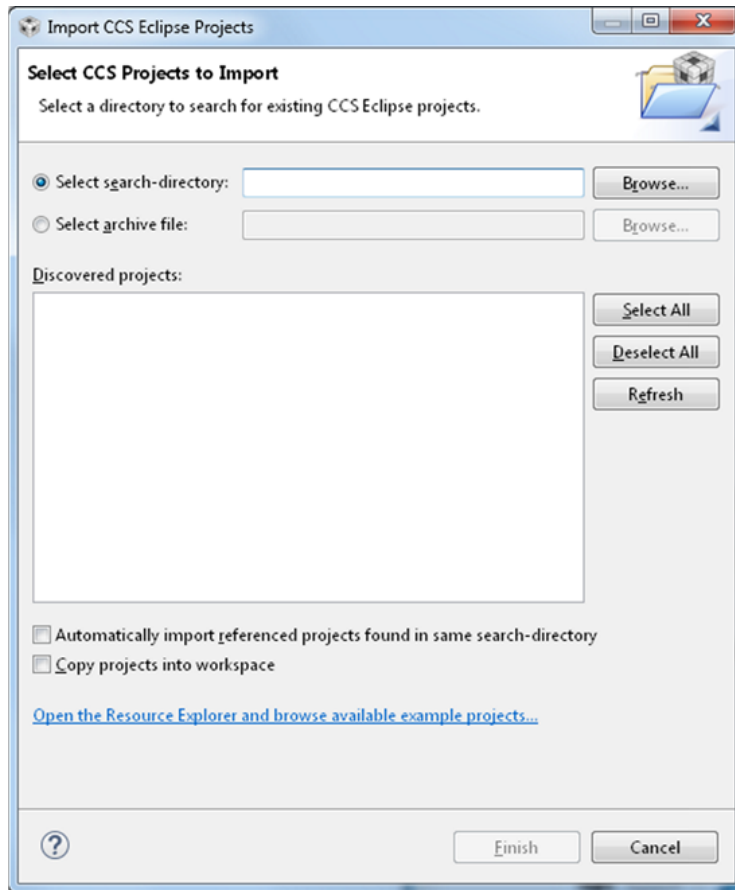 Import CCS Eclipse Projects
Select CCS Projects to Import
Select a directory to search for existing CCS Eclipse projects.
Select search-directory:
Browse...
Select archive file:
Browse...
Discovered projects:
Select All
Deselect All
Refresh
Automatically import referenced projects found in same search-directory
Copy projects into workspace
Open the Resource Explorer and browse available example projects...
?
Finish
Cancel